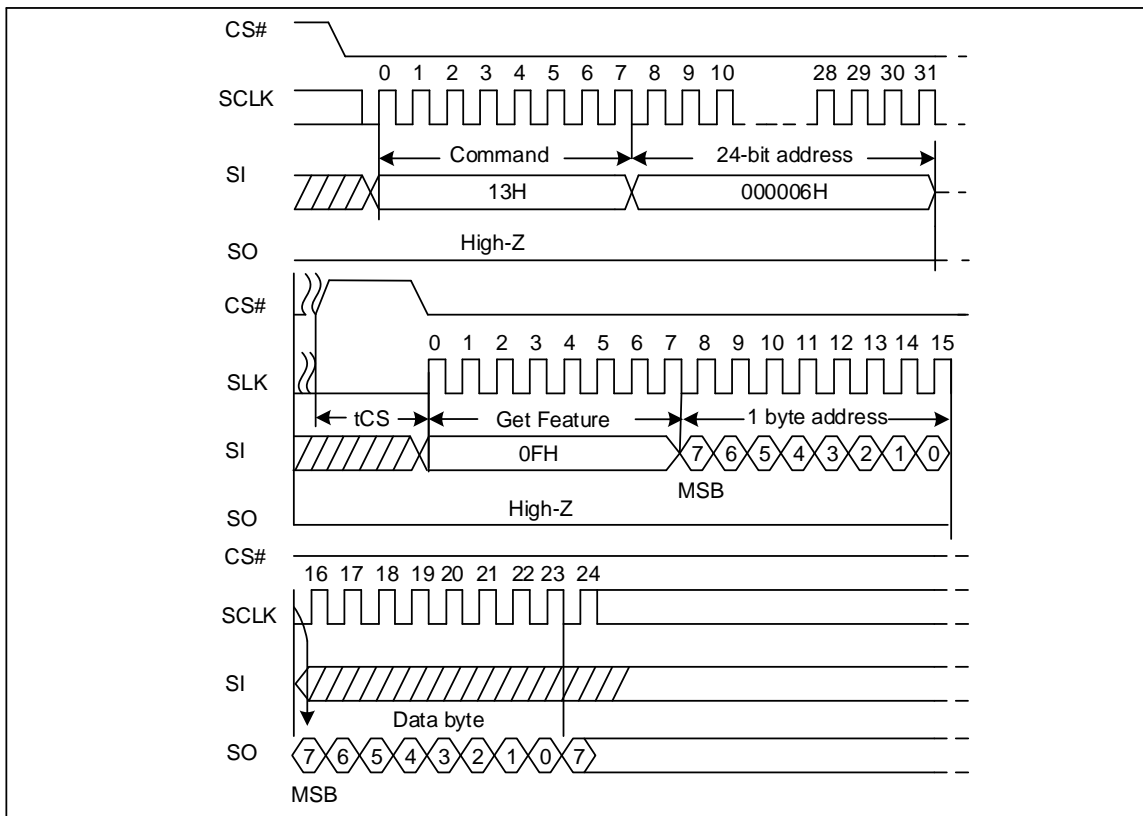 CS#
0 1 2 3 4 5 6 7 8 9 10 28 29 30 31
SCLK
Command 24-bit address
SI
13H 000006H
SO High-Z
CS#
0 1 2 3 4 5 6 7 8 9 10 11 12 13 14 15
SLK
tCS Get Feature 1 byte address
SI
0FH 7 6 5 4 3 2 1 0
MSB
SO High-Z
CS#
16 17 18 19 20 21 22 23 24
SCLK
SI
Data byte
SO 7 6 5 4 3 2 1 0 7
MSB